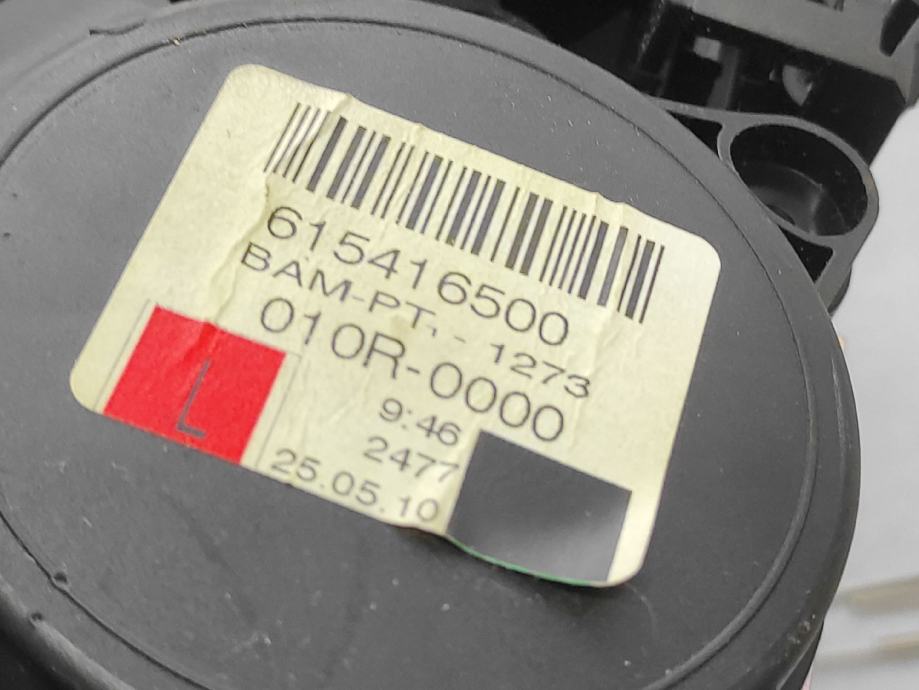 615416500
BAM-PT, - 1273
010R-0000
9:46
2477
25.05.10
L